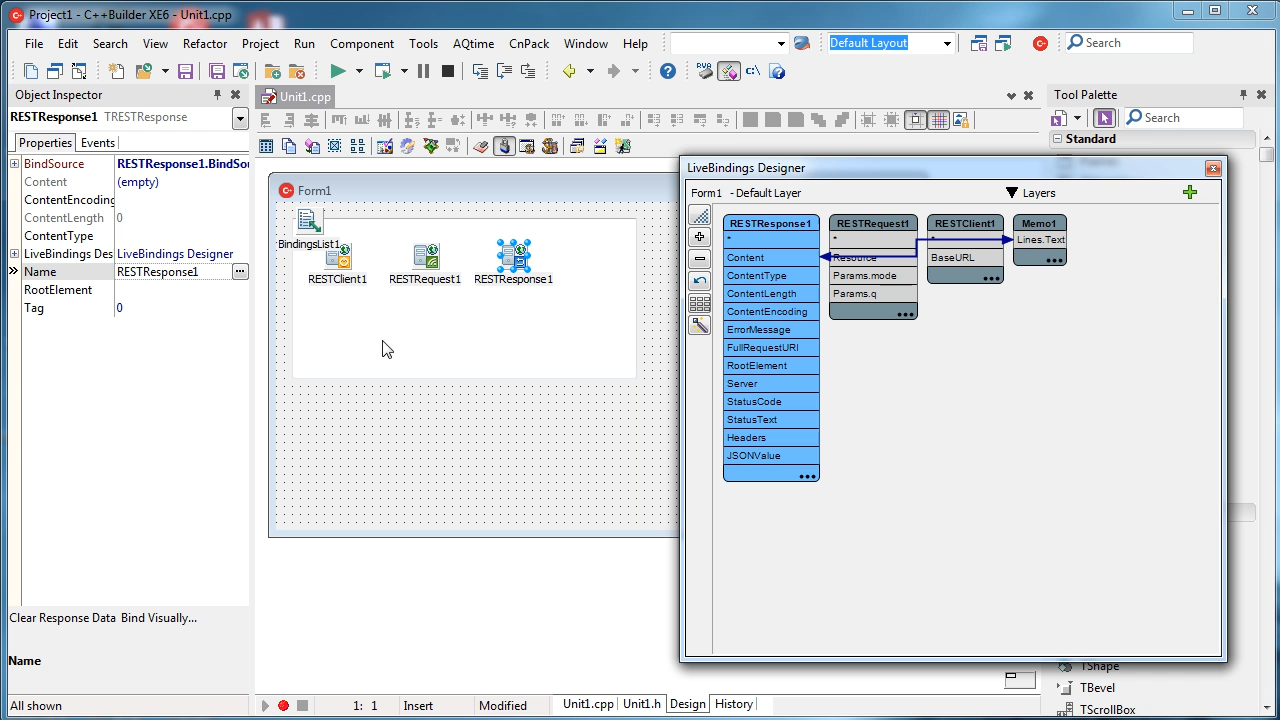 Project1 - C++Builder XE6 - Unit1.cpp
File Edit Search View Refactor Project Run Component Tools AQtime CnPack Window Help
Default Layout
Search
Object Inspector
Unit1.cpp
Tool Palette
RESTResponse1 TRESTResponse
Search
Properties Events
Standard
BindSource RESTResponse1.BindSou
Content (empty)
ContentEncoding
ContentLength 0
ContentType
LiveBindings Des LiveBindings Designer
Name RESTResponse1
RootElement
Tag 0
Form1
BindingsList1
RESTClient1 RESTRequest1 RESTResponse1
LiveBindings Designer
Form1 - Default Layer
Layers
RESTResponse1
*
Content
ContentType
ContentLength
ContentEncoding
ErrorMessage
FullRequestURI
RootElement
Server
StatusCode
StatusText
Headers
JSONValue
RESTRequest1
*
Resource
Params.mode
Params.q
RESTClient1
*
BaseURL
Memo1
Lines.Text
Clear Response Data Bind Visually...
Name
TShape
TBevel
TScrollBox
All shown
1: 1 Insert Modified Unit1.cpp Unit1.h Design History